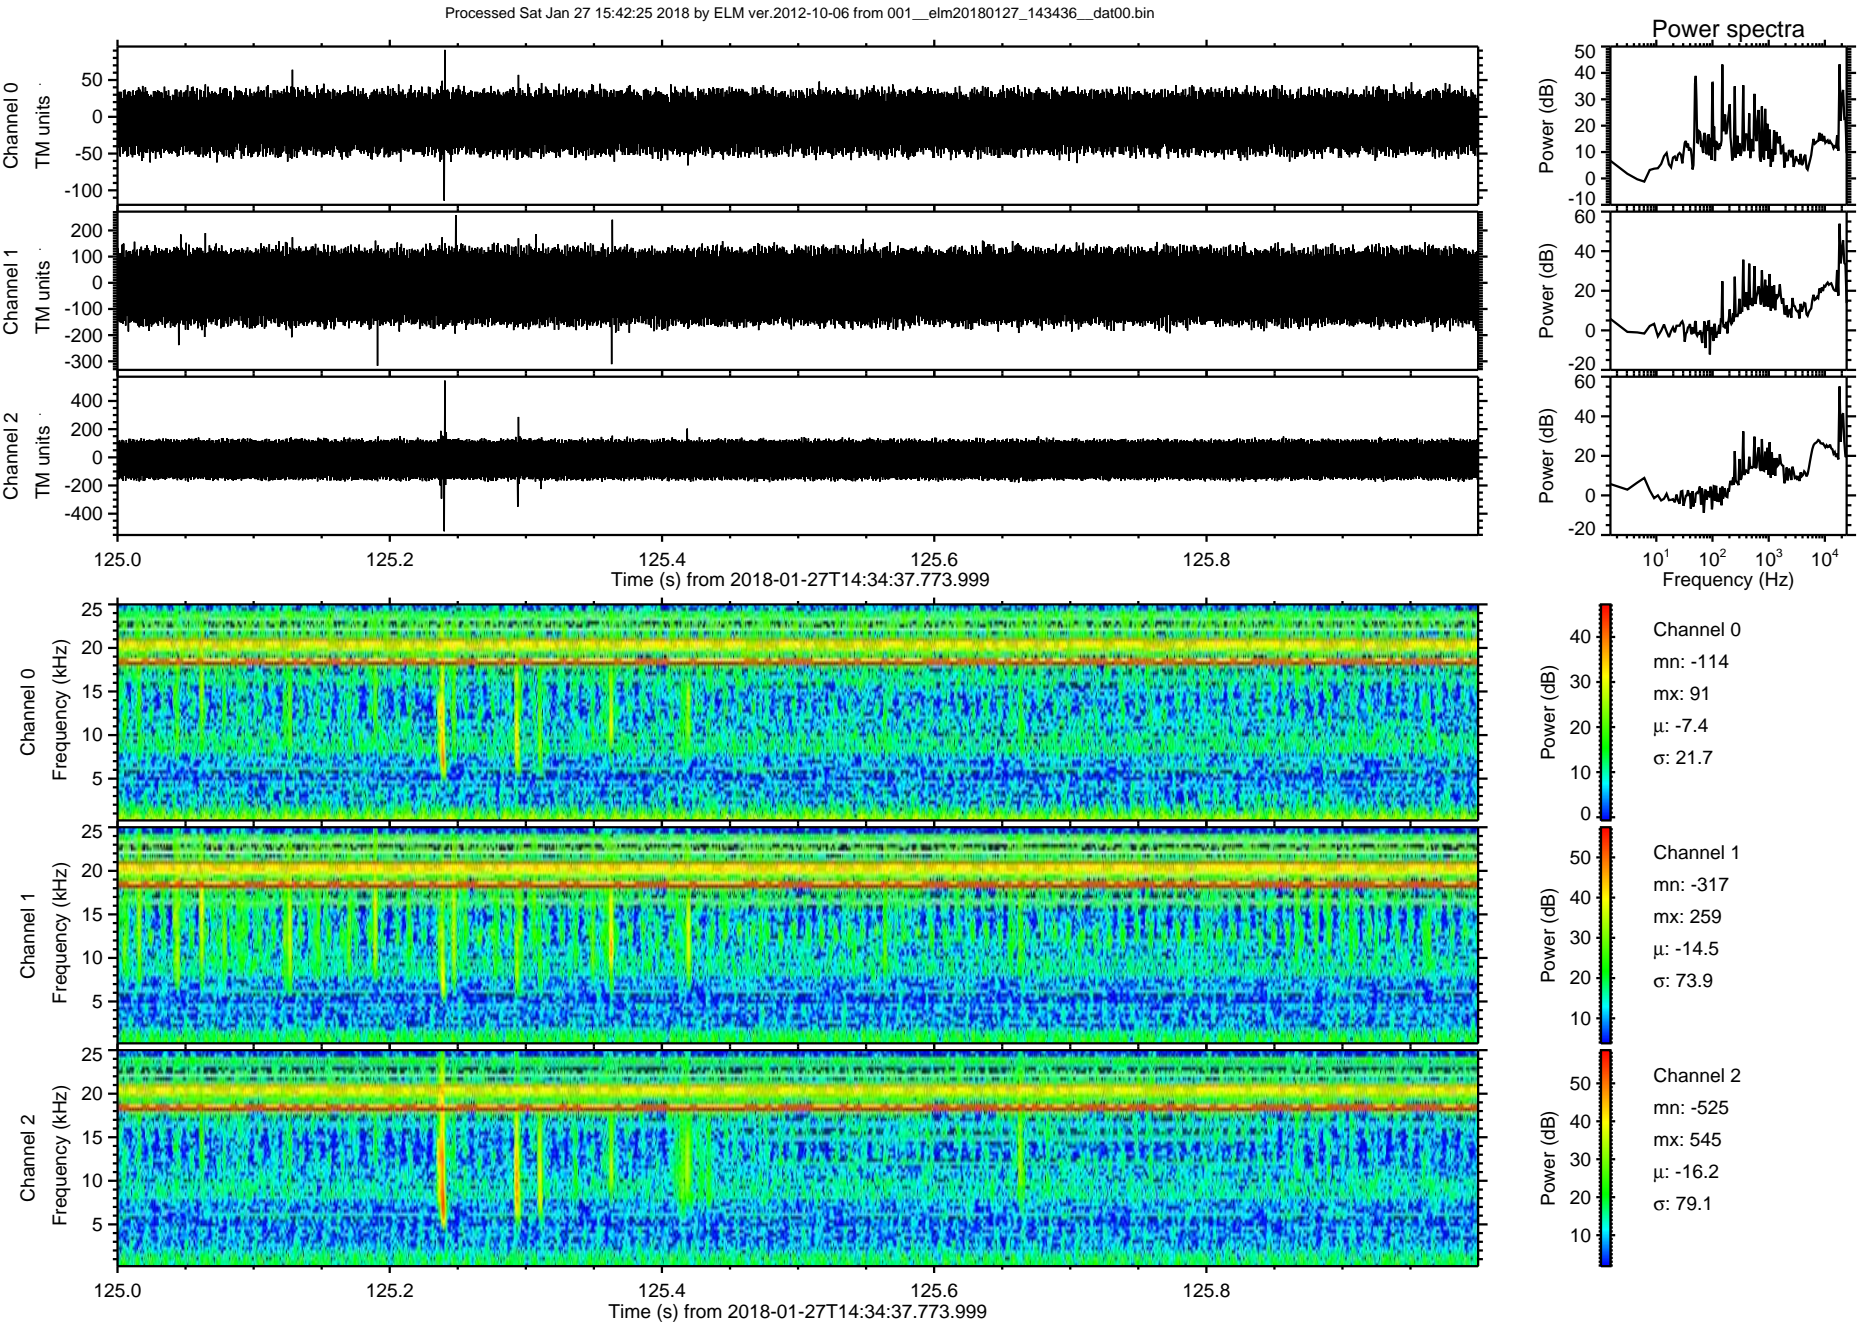 Processed Sat Jan 27 15:42:25 2018 by ELM ver.2012-10-06 from 001__elm20180127_143436__dat00.bin
Power spectra
Channel 0
TM units
50
0
-50
-100
Power (dB)
50
40
30
20
10
0
-10
Channel 1
TM units
200
100
0
-100
-200
-300
Power (dB)
60
40
20
0
-20
Channel 2
TM units
400
200
0
-200
-400
Power (dB)
60
40
20
0
-20
125.0 125.2 125.4 125.6 125.8
Time (s) from 2018-01-27T14:34:37.773.999
10^1 10^2 10^3 10^4
Frequency (Hz)
Channel 0
Frequency (kHz)
25
20
15
10
5
Power (dB)
40
30
20
10
0
Channel 0
mn: -114
mx: 91
μ: -7.4
σ: 21.7
Channel 1
Frequency (kHz)
25
20
15
10
5
Power (dB)
50
40
30
20
10
Channel 1
mn: -317
mx: 259
μ: -14.5
σ: 73.9
Channel 2
Frequency (kHz)
25
20
15
10
5
Power (dB)
50
40
30
20
10
Channel 2
mn: -525
mx: 545
μ: -16.2
σ: 79.1
125.0 125.2 125.4 125.6 125.8
Time (s) from 2018-01-27T14:34:37.773.999